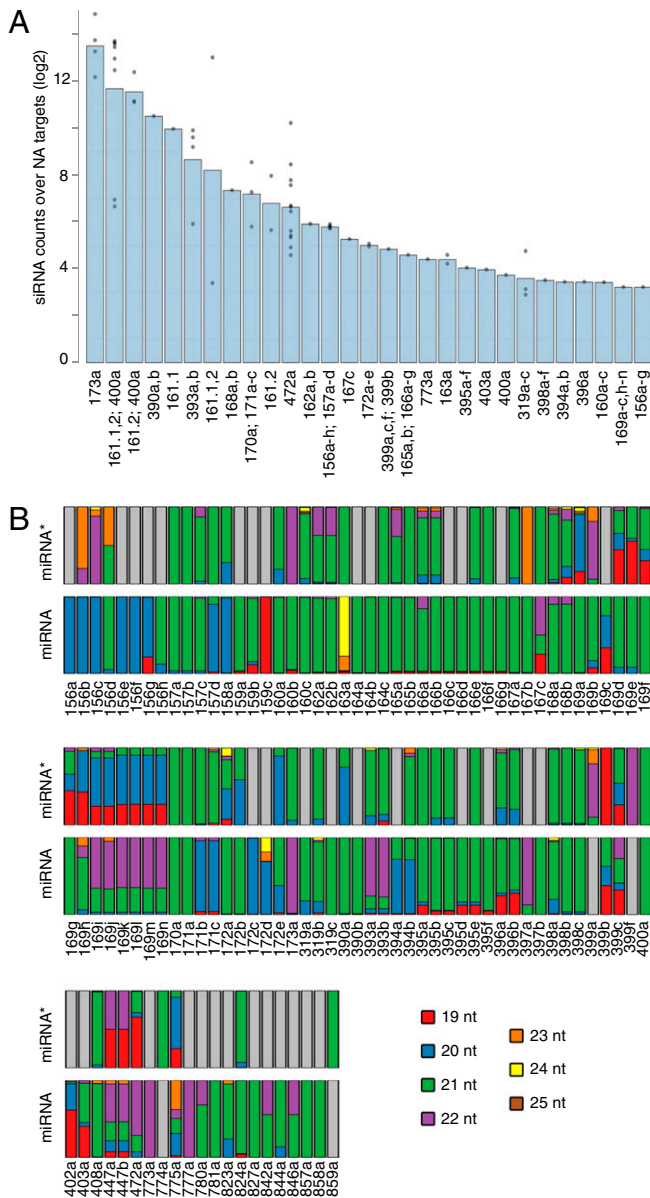 A
siRNA counts over NA targets (log2)
12
8
4
0
173a
161.1,2; 400a
161.2; 400a
390a,b
161.1
393a,b
161.1,2
168a,b
170a; 171a-c
161.2
472a
162a,b
156a-h; 157a-d
167c
172a-e
399a,c,f; 399b
165a,b; 166a-g
773a
163a
395a-f
403a
400a
319a-c
398a-f
394a,b
396a
160a-c
169a-c,h-n
156a-g
B
miRNA*
miRNA
156a
156b
156c
156d
156e
156f
156g
156h
157a
157b
157c
157d
158a
159a
159b
159c
160a
160b
160c
162a
162b
163a
164a
164b
164c
165a
165b
166a
166b
166c
166d
166e
166f
166g
167a
167b
167c
168a
168b
169a
169b
169c
169d
169e
169f
miRNA*
miRNA
169g
169h
169i
169j
169k
169l
169m
169n
170a
171a
171b
171c
172a
172b
172c
172d
172e
173a
319a
319b
319c
390a
390b
393a
393b
394a
394b
395a
395b
395c
395d
395e
395f
396a
396b
397a
397b
398a
398b
398c
399a
399b
399c
399f
400a
miRNA*
miRNA
402a
403a
408a
447a
447b
472a
773a
774a
775a
777a
780a
781a
823a
824a
827a
842a
844a
846a
857a
858a
859a
19 nt
20 nt
21 nt
22 nt
23 nt
24 nt
25 nt